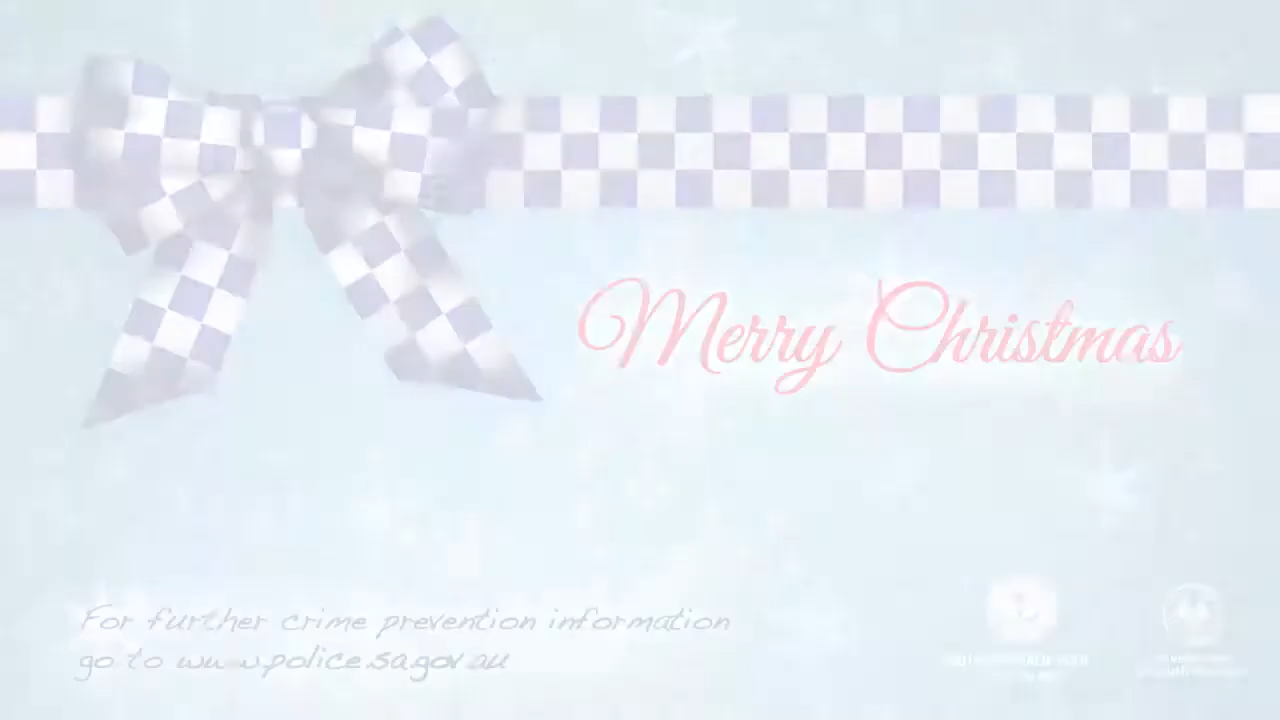 Merry Christmas
For further crime prevention information
go to www.police.sa.gov.au